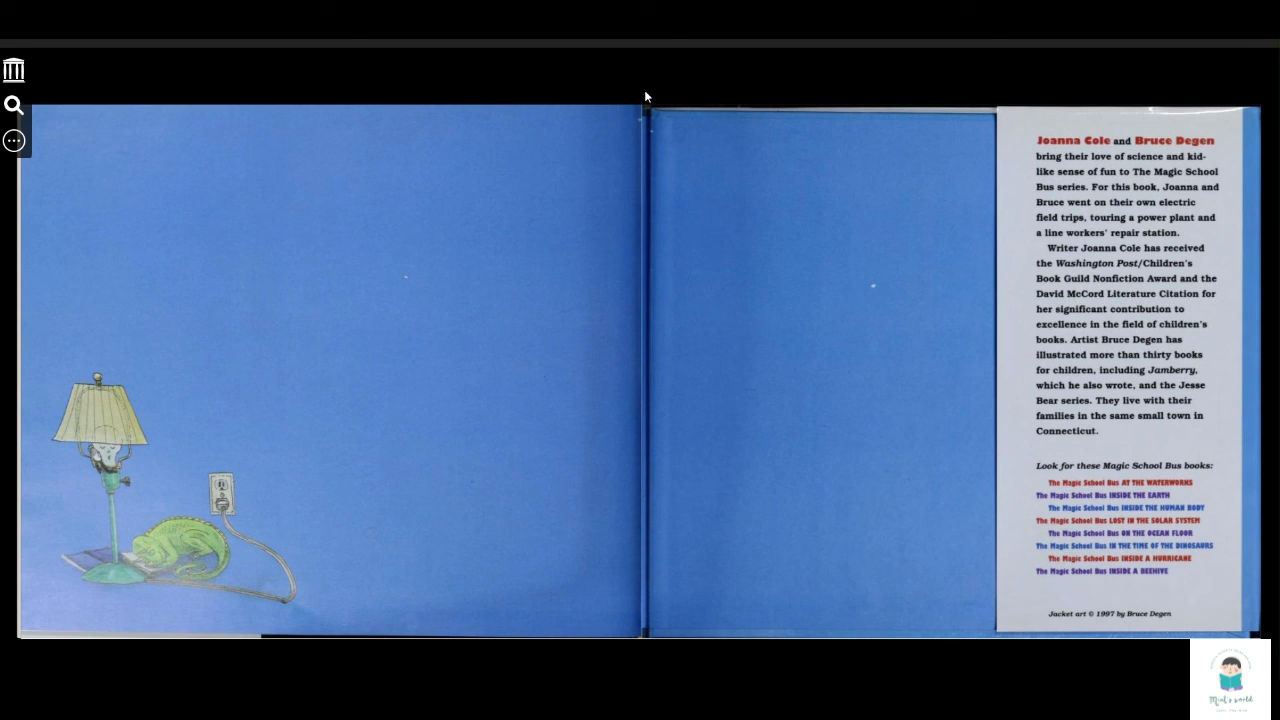 Joanna Cole and Bruce Degen
bring their love of science and kid-
like sense of fun to The Magic School
Bus series. For this book, Joanna and
Bruce went on their own electric
field trips, touring a power plant and
a line workers' repair station.
Writer Joanna Cole has received
the Washington Post/Children's
Book Guild Nonfiction Award and the
David McCord Literature Citation for
her significant contribution to
excellence in the field of children's
books. Artist Bruce Degen has
illustrated more than thirty books
for children, including Jamberry,
which he also wrote, and the Jesse
Bear series. They live with their
families in the same small town in
Connecticut.
Look for these Magic School Bus books:
The Magic School Bus AT THE WATERWORKS
The Magic School Bus INSIDE THE EARTH
The Magic School Bus INSIDE THE HUMAN BODY
The Magic School Bus LOST IN THE SOLAR SYSTEM
The Magic School Bus ON THE OCEAN FLOOR
The Magic School Bus IN THE TIME OF THE DINOSAURS
The Magic School Bus INSIDE A HURRICANE
The Magic School Bus INSIDE A BEEHIVE
Jacket art © 1997 by Bruce Degen
Mint's world